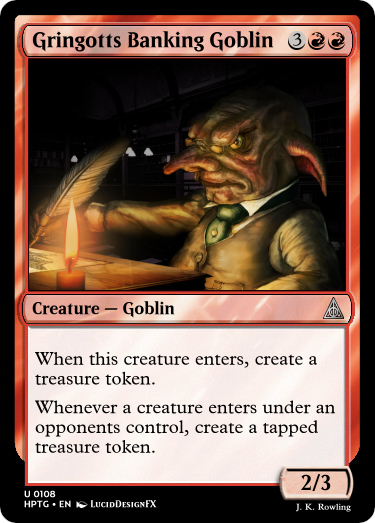 Gringotts Banking Goblin 3
Creature — Goblin
When this creature enters, create a
treasure token.
Whenever a creature enters under an
opponents control, create a tapped
treasure token.
2/3
U 0108
HPTG • EN LucidDesignFX
J. K. Rowling